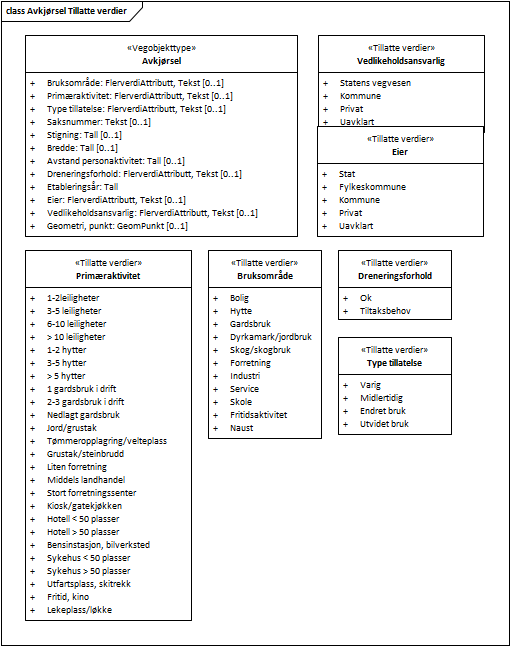 class Avkjørsel Tillatte verdier
«Vegobjekttype»
Avkjørsel
+ Bruksområde: FlerverdiAttributt, Tekst [0..1]
+ Primæraktivitet: FlerverdiAttributt, Tekst [0..1]
+ Type tillatelse: FlerverdiAttributt, Tekst [0..1]
+ Saksnummer: Tekst [0..1]
+ Stigning: Tall [0..1]
+ Bredde: Tall [0..1]
+ Avstand personaktivitet: Tall [0..1]
+ Dreneringsforhold: FlerverdiAttributt, Tekst [0..1]
+ Etableringsår: Tall
+ Eier: FlerverdiAttributt, Tekst [0..1]
+ Vedlikeholdsansvarlig: FlerverdiAttributt, Tekst [0..1]
+ Geometri, punkt: GeomPunkt [0..1]
«Tillatte verdier»
Vedlikeholdsansvarlig
+ Statens vegvesen
+ Kommune
+ Privat
+ Uavklart
«Tillatte verdier»
Eier
+ Stat
+ Fylkeskommune
+ Kommune
+ Privat
+ Uavklart
«Tillatte verdier»
Primæraktivitet
+ 1-2leiligheter
+ 3-5 leiligheter
+ 6-10 leiligheter
+ > 10 leiligheter
+ 1-2 hytter
+ 3-5 hytter
+ > 5 hytter
+ 1 gardsbruk i drift
+ 2-3 gardsbruk i drift
+ Nedlagt gardsbruk
+ Jord/grustak
+ Tømmeropplagring/velteplass
+ Grustak/steinbrudd
+ Liten forretning
+ Middels landhandel
+ Stort forretningssenter
+ Kiosk/gatekjøkken
+ Hotell < 50 plasser
+ Hotell > 50 plasser
+ Bensinstasjon, bilverksted
+ Sykehus < 50 plasser
+ Sykehus > 50 plasser
+ Utfartsplass, skitrekk
+ Fritid, kino
+ Lekeplass/løkke
«Tillatte verdier»
Bruksområde
+ Bolig
+ Hytte
+ Gardsbruk
+ Dyrkamark/jordbruk
+ Skog/skogbruk
+ Forretning
+ Industri
+ Service
+ Skole
+ Fritidsaktivitet
+ Naust
«Tillatte verdier»
Dreneringsforhold
+ Ok
+ Tiltaksbehov
«Tillatte verdier»
Type tillatelse
+ Varig
+ Midlertidig
+ Endret bruk
+ Utvidet bruk